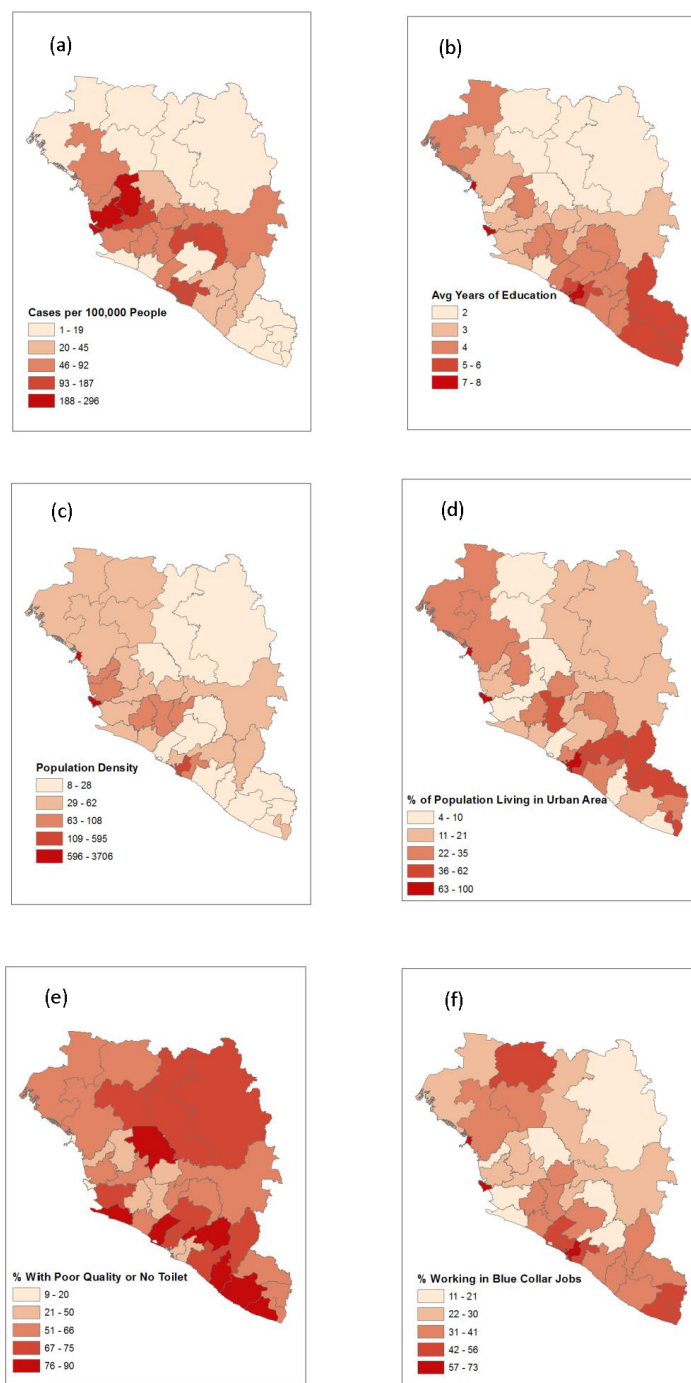 (a)
Cases per 100,000 People
1 - 19
20 - 45
46 - 92
93 - 187
188 - 296
(b)
Avg Years of Education
2
3
4
5 - 6
7 - 8
(c)
Population Density
8 - 28
29 - 62
63 - 108
109 - 595
596 - 3706
(d)
% of Population Living in Urban Area
4 - 10
11 - 21
22 - 35
36 - 62
63 - 100
(e)
% With Poor Quality or No Toilet
9 - 20
21 - 50
51 - 66
67 - 75
76 - 90
(f)
% Working in Blue Collar Jobs
11 - 21
22 - 30
31 - 41
42 - 56
57 - 73